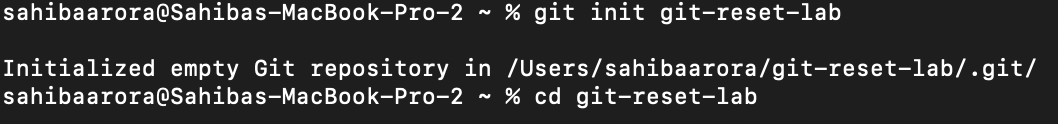 sahibaarora@Sahibas-MacBook-Pro-2 ~ % git init git-reset-lab
Initialized empty Git repository in /Users/sahibaarora/git-reset-lab/.git/
sahibaarora@Sahibas-MacBook-Pro-2 ~ % cd git-reset-lab